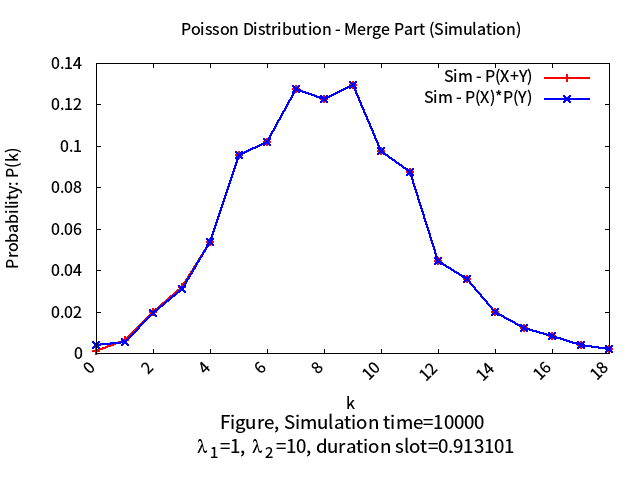 Poisson Distribution - Merge Part (Simulation)
Sim - P(X+Y)
Sim - P(X)*P(Y)
Probability: P(k)
0.14
0.12
0.1
0.08
0.06
0.04
0.02
0
0 2 4 6 8 10 12 14 16 18
k
Figure, Simulation time=10000
λ1=1, λ2=10, duration slot=0.913101